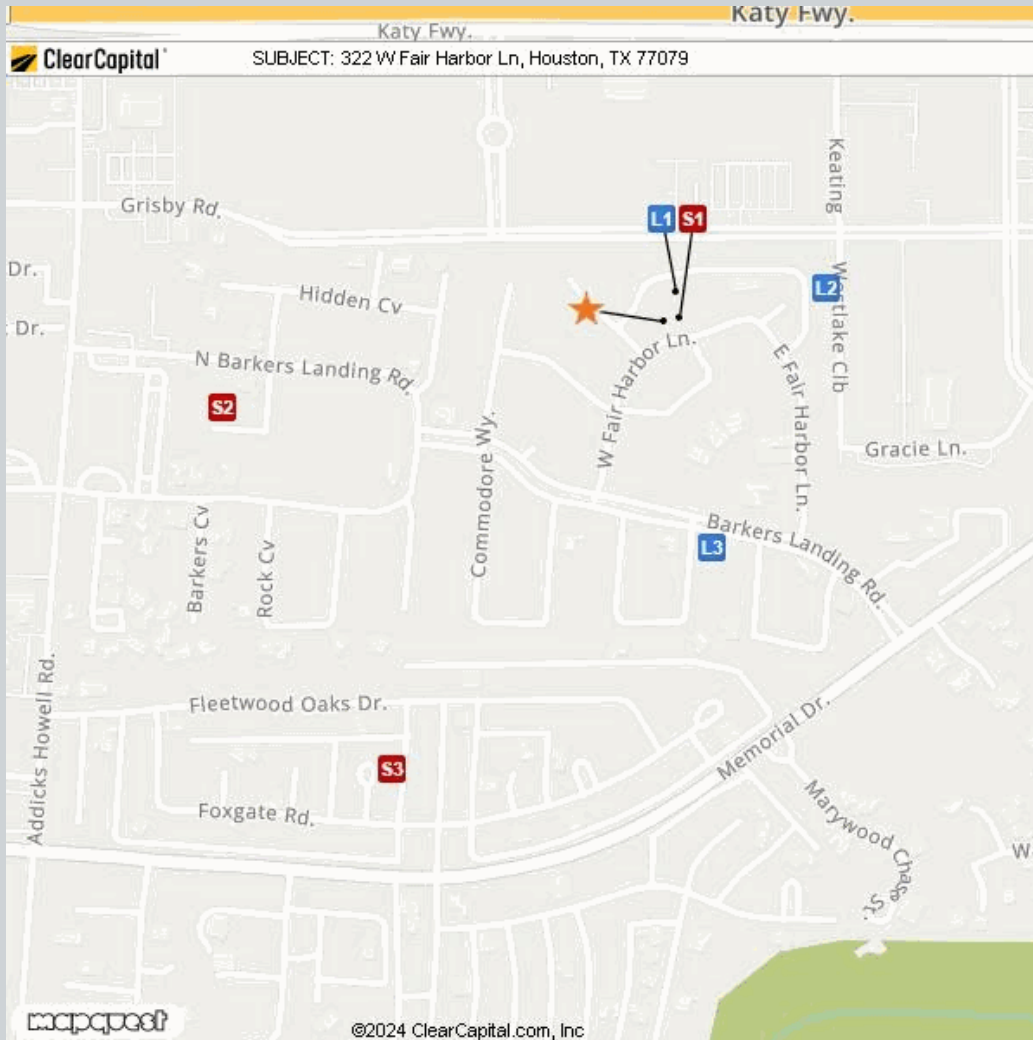 Katy Fwy.
Katy Fwy.
ClearCapital
SUBJECT: 322 W Fair Harbor Ln, Houston, TX 77079
Keating
Grisby Rd.
L1 S1
Dr.
Hidden Cv
L2
Westlake Clb
Dr.
N Barkers Landing Rd.
W Fair Harbor Ln.
E Fair Harbor Ln.
S2
Commodore Wy.
Gracie Ln.
Barkers Cv
Rock Cv
Barkers Landing Rd.
L3
Addicks Howell Rd.
Fleetwood Oaks Dr.
Memorial Dr.
S3
Foxgate Rd.
Marywood Chase St.
W
mapquest
©2024 ClearCapital.com, Inc